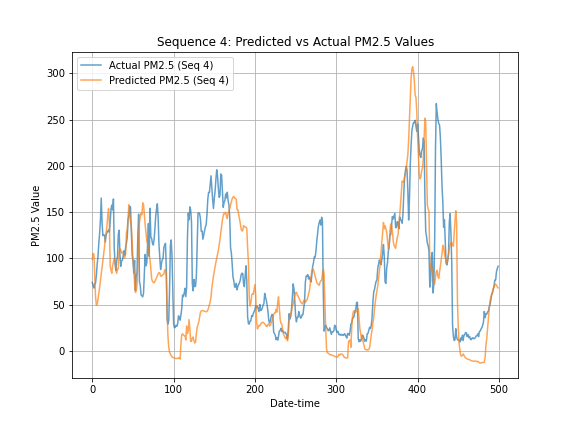 Sequence 4: Predicted vs Actual PM2.5 Values
Actual PM2.5 (Seq 4)
Predicted PM2.5 (Seq 4)
PM2.5 Value
300
250
200
150
100
50
0
0 100 200 300 400 500
Date-time